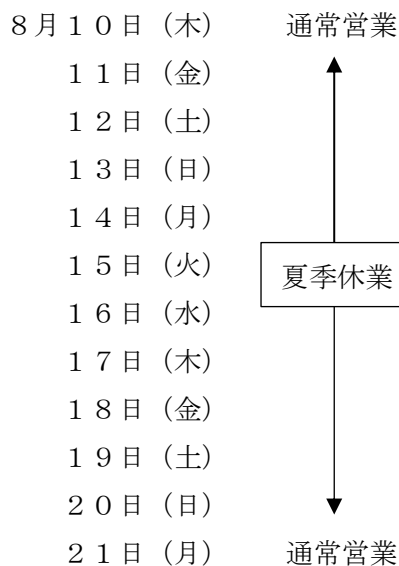 8月10日（木） 通常営業
11日（金）
12日（土）
13日（日）
14日（月）
15日（火） 夏季休業
16日（水）
17日（木）
18日（金）
19日（土）
20日（日）
21日（月） 通常営業